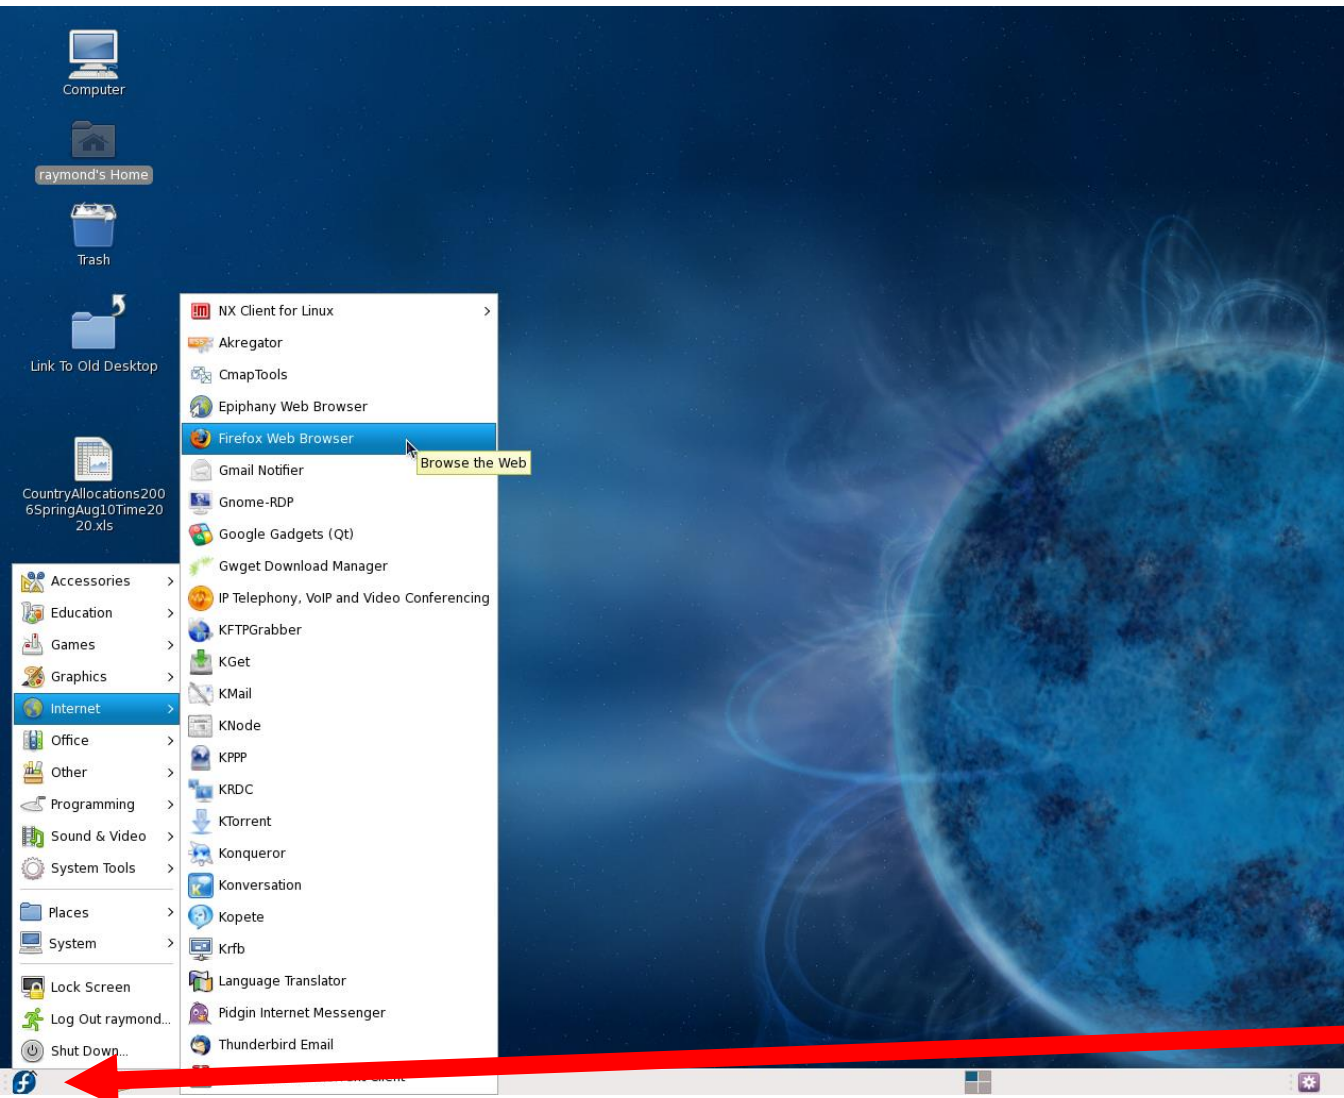 Computer
raymond's Home
Trash
Link To Old Desktop
CountryAllocations200
6SpringAug10Time20
20.xls
NX Client for Linux
Akregator
CmapTools
Epiphany Web Browser
Firefox Web Browser
Browse the Web
Gmail Notifier
Gnome-RDP
Google Gadgets (Qt)
Gwget Download Manager
IP Telephony, VoIP and Video Conferencing
KFTPGrabber
KGet
KMail
KNode
KPPP
KRDC
KTorrent
Konqueror
Konversation
Kopete
Krfb
Language Translator
Pidgin Internet Messenger
Thunderbird Email
Client
Accessories
Education
Games
Graphics
Internet
Office
Other
Programming
Sound & Video
System Tools
Places
System
Lock Screen
Log Out raymond...
Shut Down...